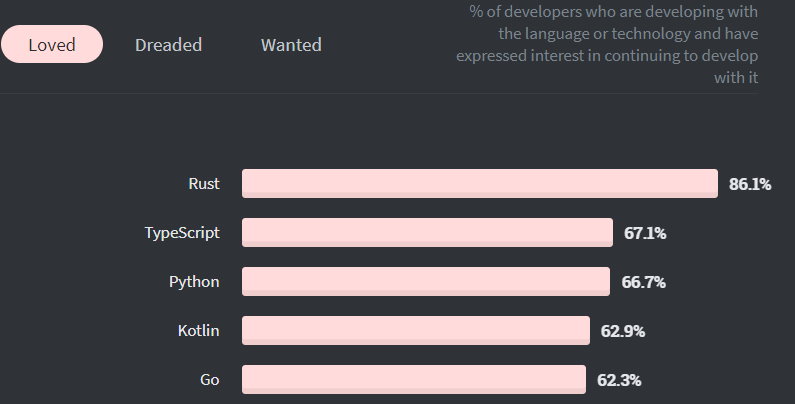 Loved Dreaded Wanted
% of developers who are developing with
the language or technology and have
expressed interest in continuing to develop
with it
Rust 86.1%
TypeScript 67.1%
Python 66.7%
Kotlin 62.9%
Go 62.3%